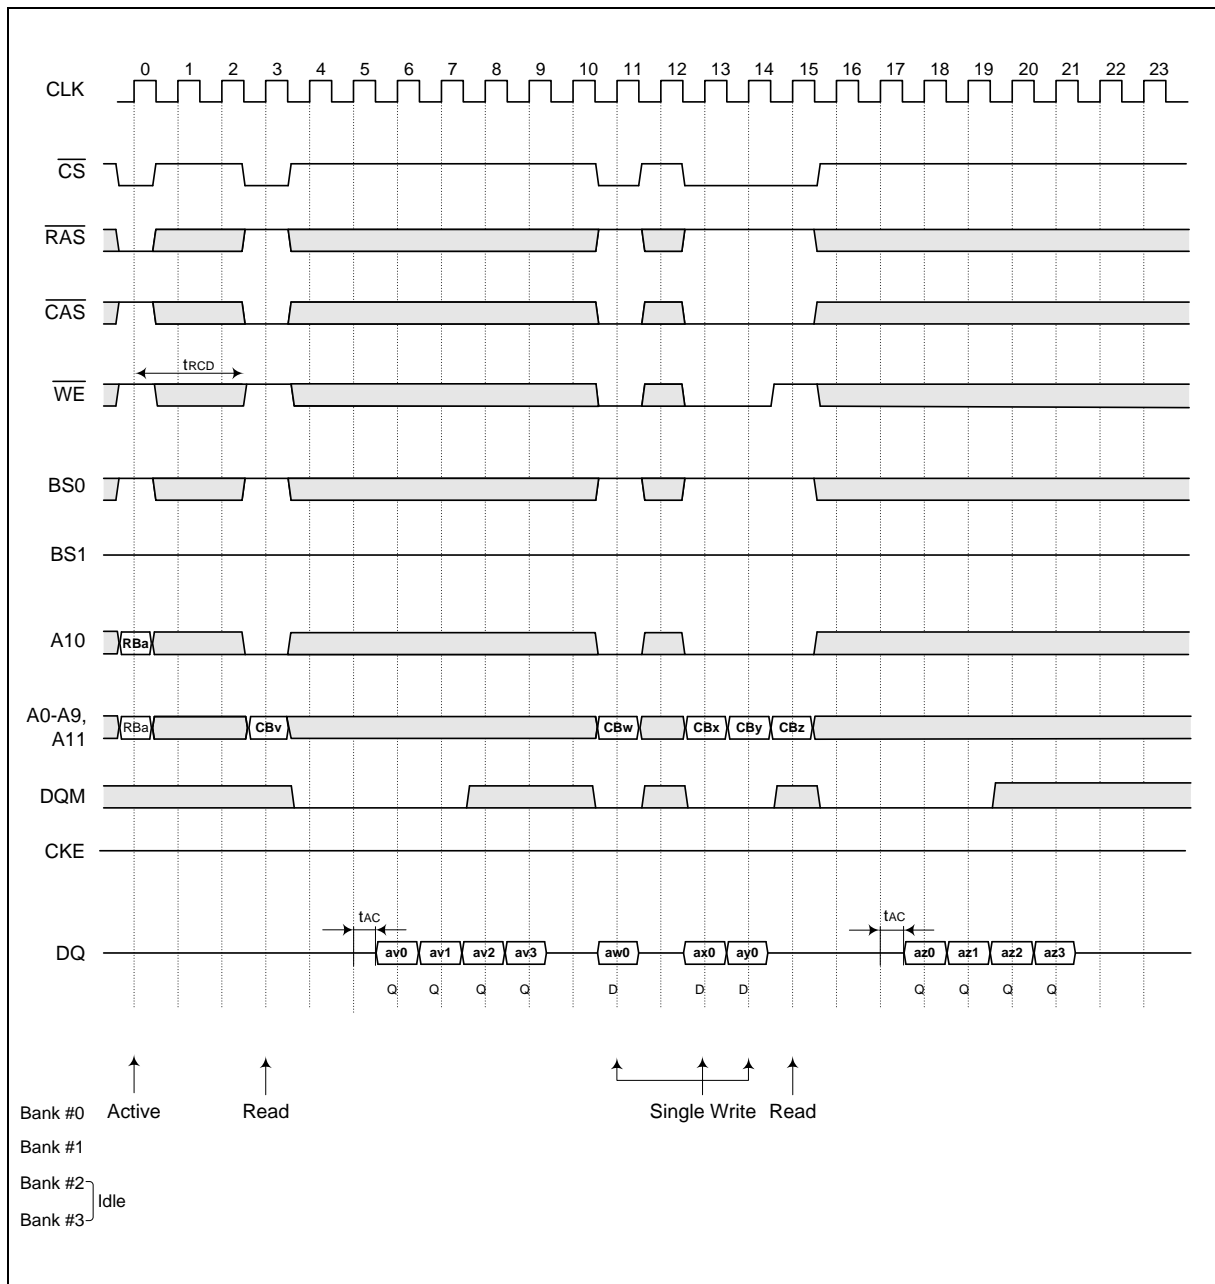 0 1 2 3 4 5 6 7 8 9 10 11 12 13 14 15 16 17 18 19 20 21 22 23
CLK
CS
RAS
CAS
tRCD
WE
BS0
BS1
A10 RBa
A0-A9,
A11
RBa CBv CBw CBx CBy CBz
DQM
CKE
tAC tAC
DQ av0 av1 av2 av3 aw0 ax0 ay0 az0 az1 az2 az3
Q Q Q Q D D D Q Q Q Q
Bank #0 Active Read Single Write Read
Bank #1
Bank #2
Idle
Bank #3